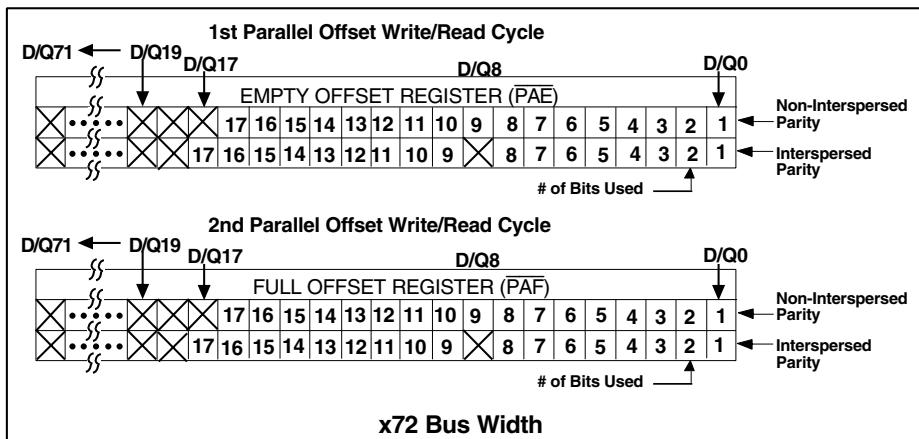 1st Parallel Offset Write/Read Cycle
D/Q71 D/Q19
D/Q17 D/Q8 D/Q0
EMPTY OFFSET REGISTER (PAE)
17 16 15 14 13 12 11 10 9 8 7 6 5 4 3 2 1 Non-Interspersed Parity
17 16 15 14 13 12 11 10 9 8 7 6 5 4 3 2 1 Interspersed Parity
# of Bits Used
2nd Parallel Offset Write/Read Cycle
D/Q71 D/Q19
D/Q17 D/Q8 D/Q0
FULL OFFSET REGISTER (PAF)
17 16 15 14 13 12 11 10 9 8 7 6 5 4 3 2 1 Non-Interspersed Parity
17 16 15 14 13 12 11 10 9 8 7 6 5 4 3 2 1 Interspersed Parity
# of Bits Used
x72 Bus Width